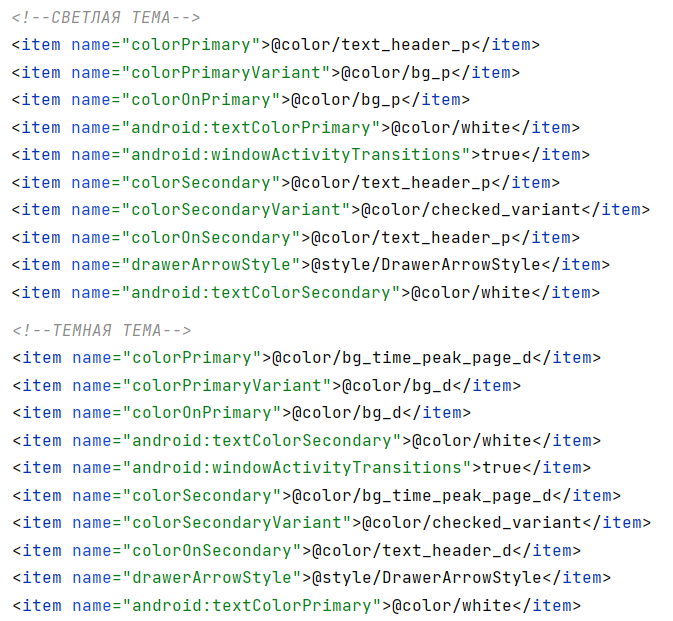 <!--СВЕТЛАЯ ТЕМА-->
<item name="colorPrimary">@color/text_header_p</item>
<item name="colorPrimaryVariant">@color/bg_p</item>
<item name="colorOnPrimary">@color/bg_p</item>
<item name="android:textColorPrimary">@color/white</item>
<item name="android:windowActivityTransitions">true</item>
<item name="colorSecondary">@color/text_header_p</item>
<item name="colorSecondaryVariant">@color/checked_variant</item>
<item name="colorOnSecondary">@color/text_header_p</item>
<item name="drawerArrowStyle">@style/DrawerArrowStyle</item>
<item name="android:textColorSecondary">@color/white</item>
<!--ТЕМНАЯ ТЕМА-->
<item name="colorPrimary">@color/bg_time_peak_page_d</item>
<item name="colorPrimaryVariant">@color/bg_d</item>
<item name="colorOnPrimary">@color/bg_d</item>
<item name="android:textColorSecondary">@color/white</item>
<item name="android:windowActivityTransitions">true</item>
<item name="colorSecondary">@color/bg_time_peak_page_d</item>
<item name="colorSecondaryVariant">@color/checked_variant</item>
<item name="colorOnSecondary">@color/text_header_d</item>
<item name="drawerArrowStyle">@style/DrawerArrowStyle</item>
<item name="android:textColorPrimary">@color/white</item>